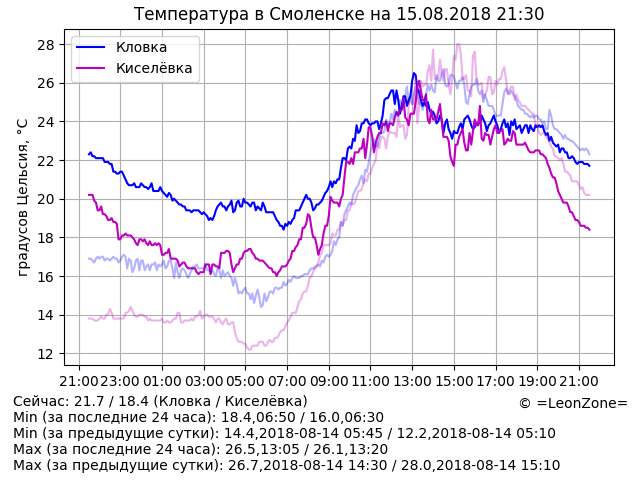 Температура в Смоленске на 15.08.2018 21:30
28
26
24
22
20
18
16
14
12
градусов Цельсия, °C
Кловка
Киселёвка
21:00 23:00 01:00 03:00 05:00 07:00 09:00 11:00 13:00 15:00 17:00 19:00 21:00
Сейчас: 21.7 / 18.4 (Кловка / Киселёвка)
© =LeonZone=
Min (за последние 24 часа): 18.4,06:50 / 16.0,06:30
Min (за предыдущие сутки): 14.4,2018-08-14 05:45 / 12.2,2018-08-14 05:10
Max (за последние 24 часа): 26.5,13:05 / 26.1,13:20
Max (за предыдущие сутки): 26.7,2018-08-14 14:30 / 28.0,2018-08-14 15:10